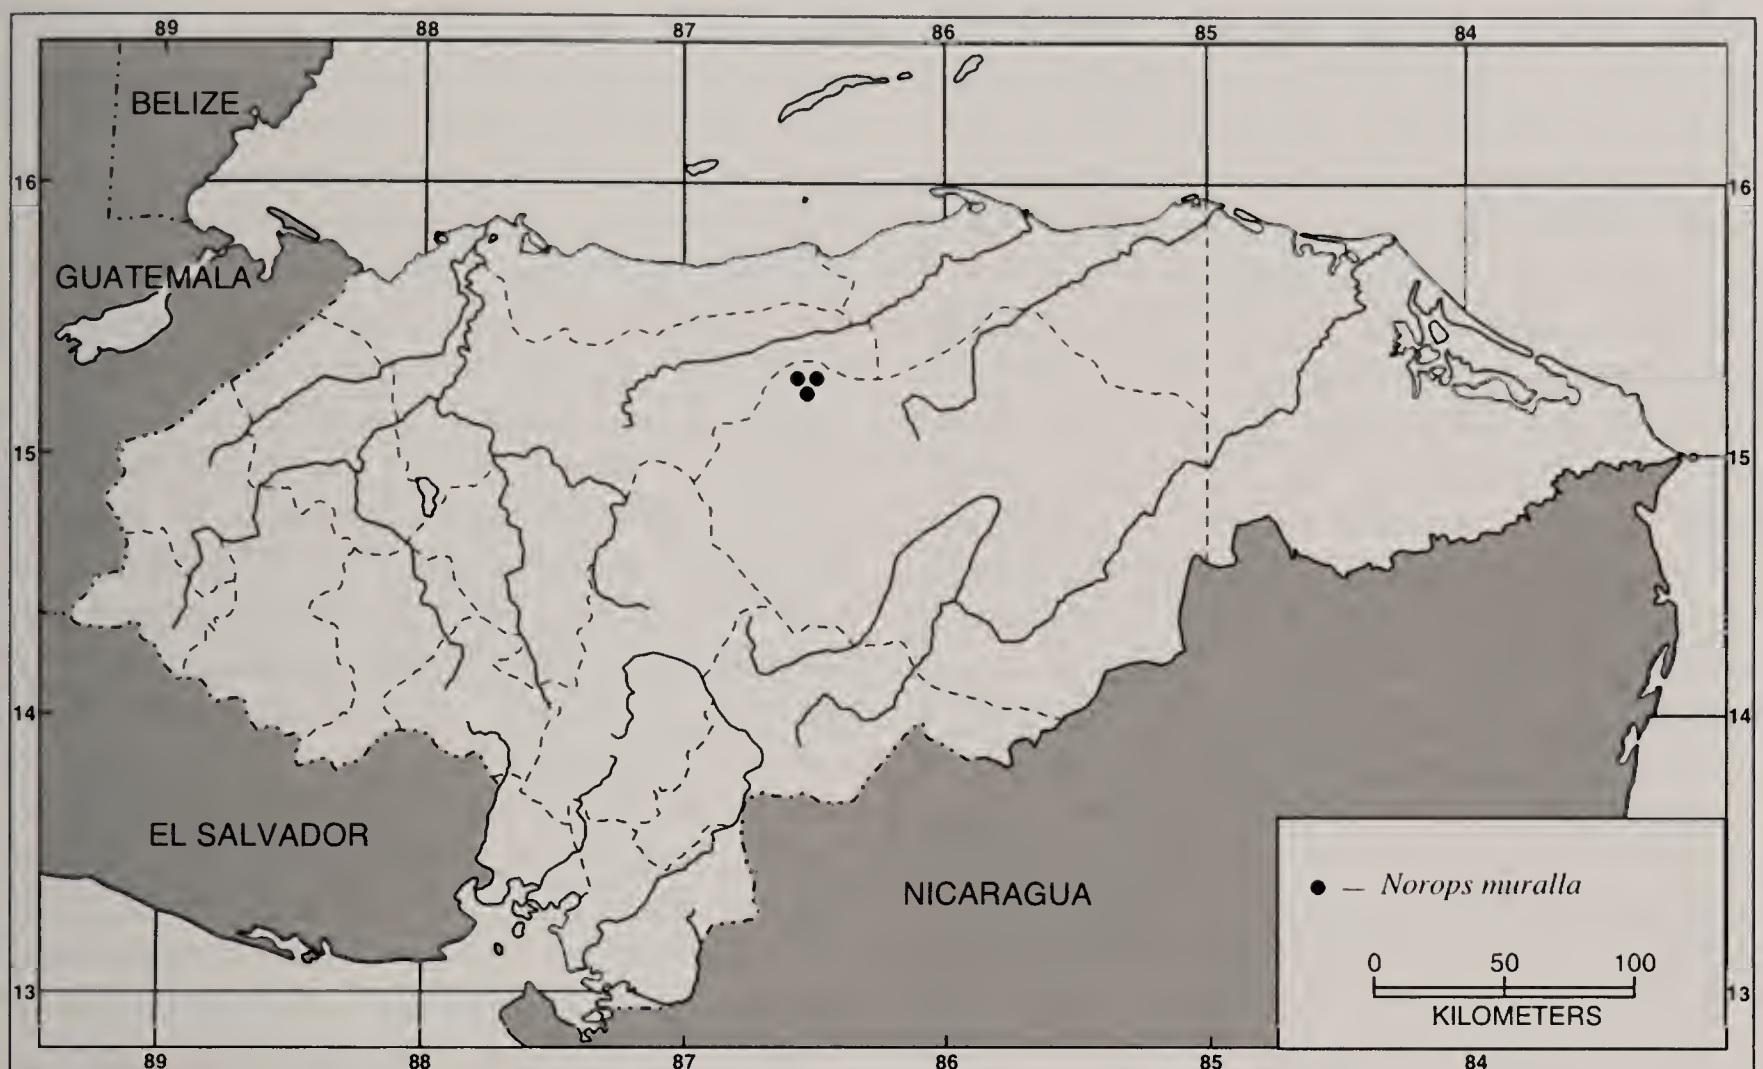 89 88 87 86 85 84
BELIZE
16 16
GUATEMALA
15 15
14 14
EL SALVADOR
NICARAGUA
● – Norops muralla
0 50 100
KILOMETERS
13 13
89 88 87 86 85 84